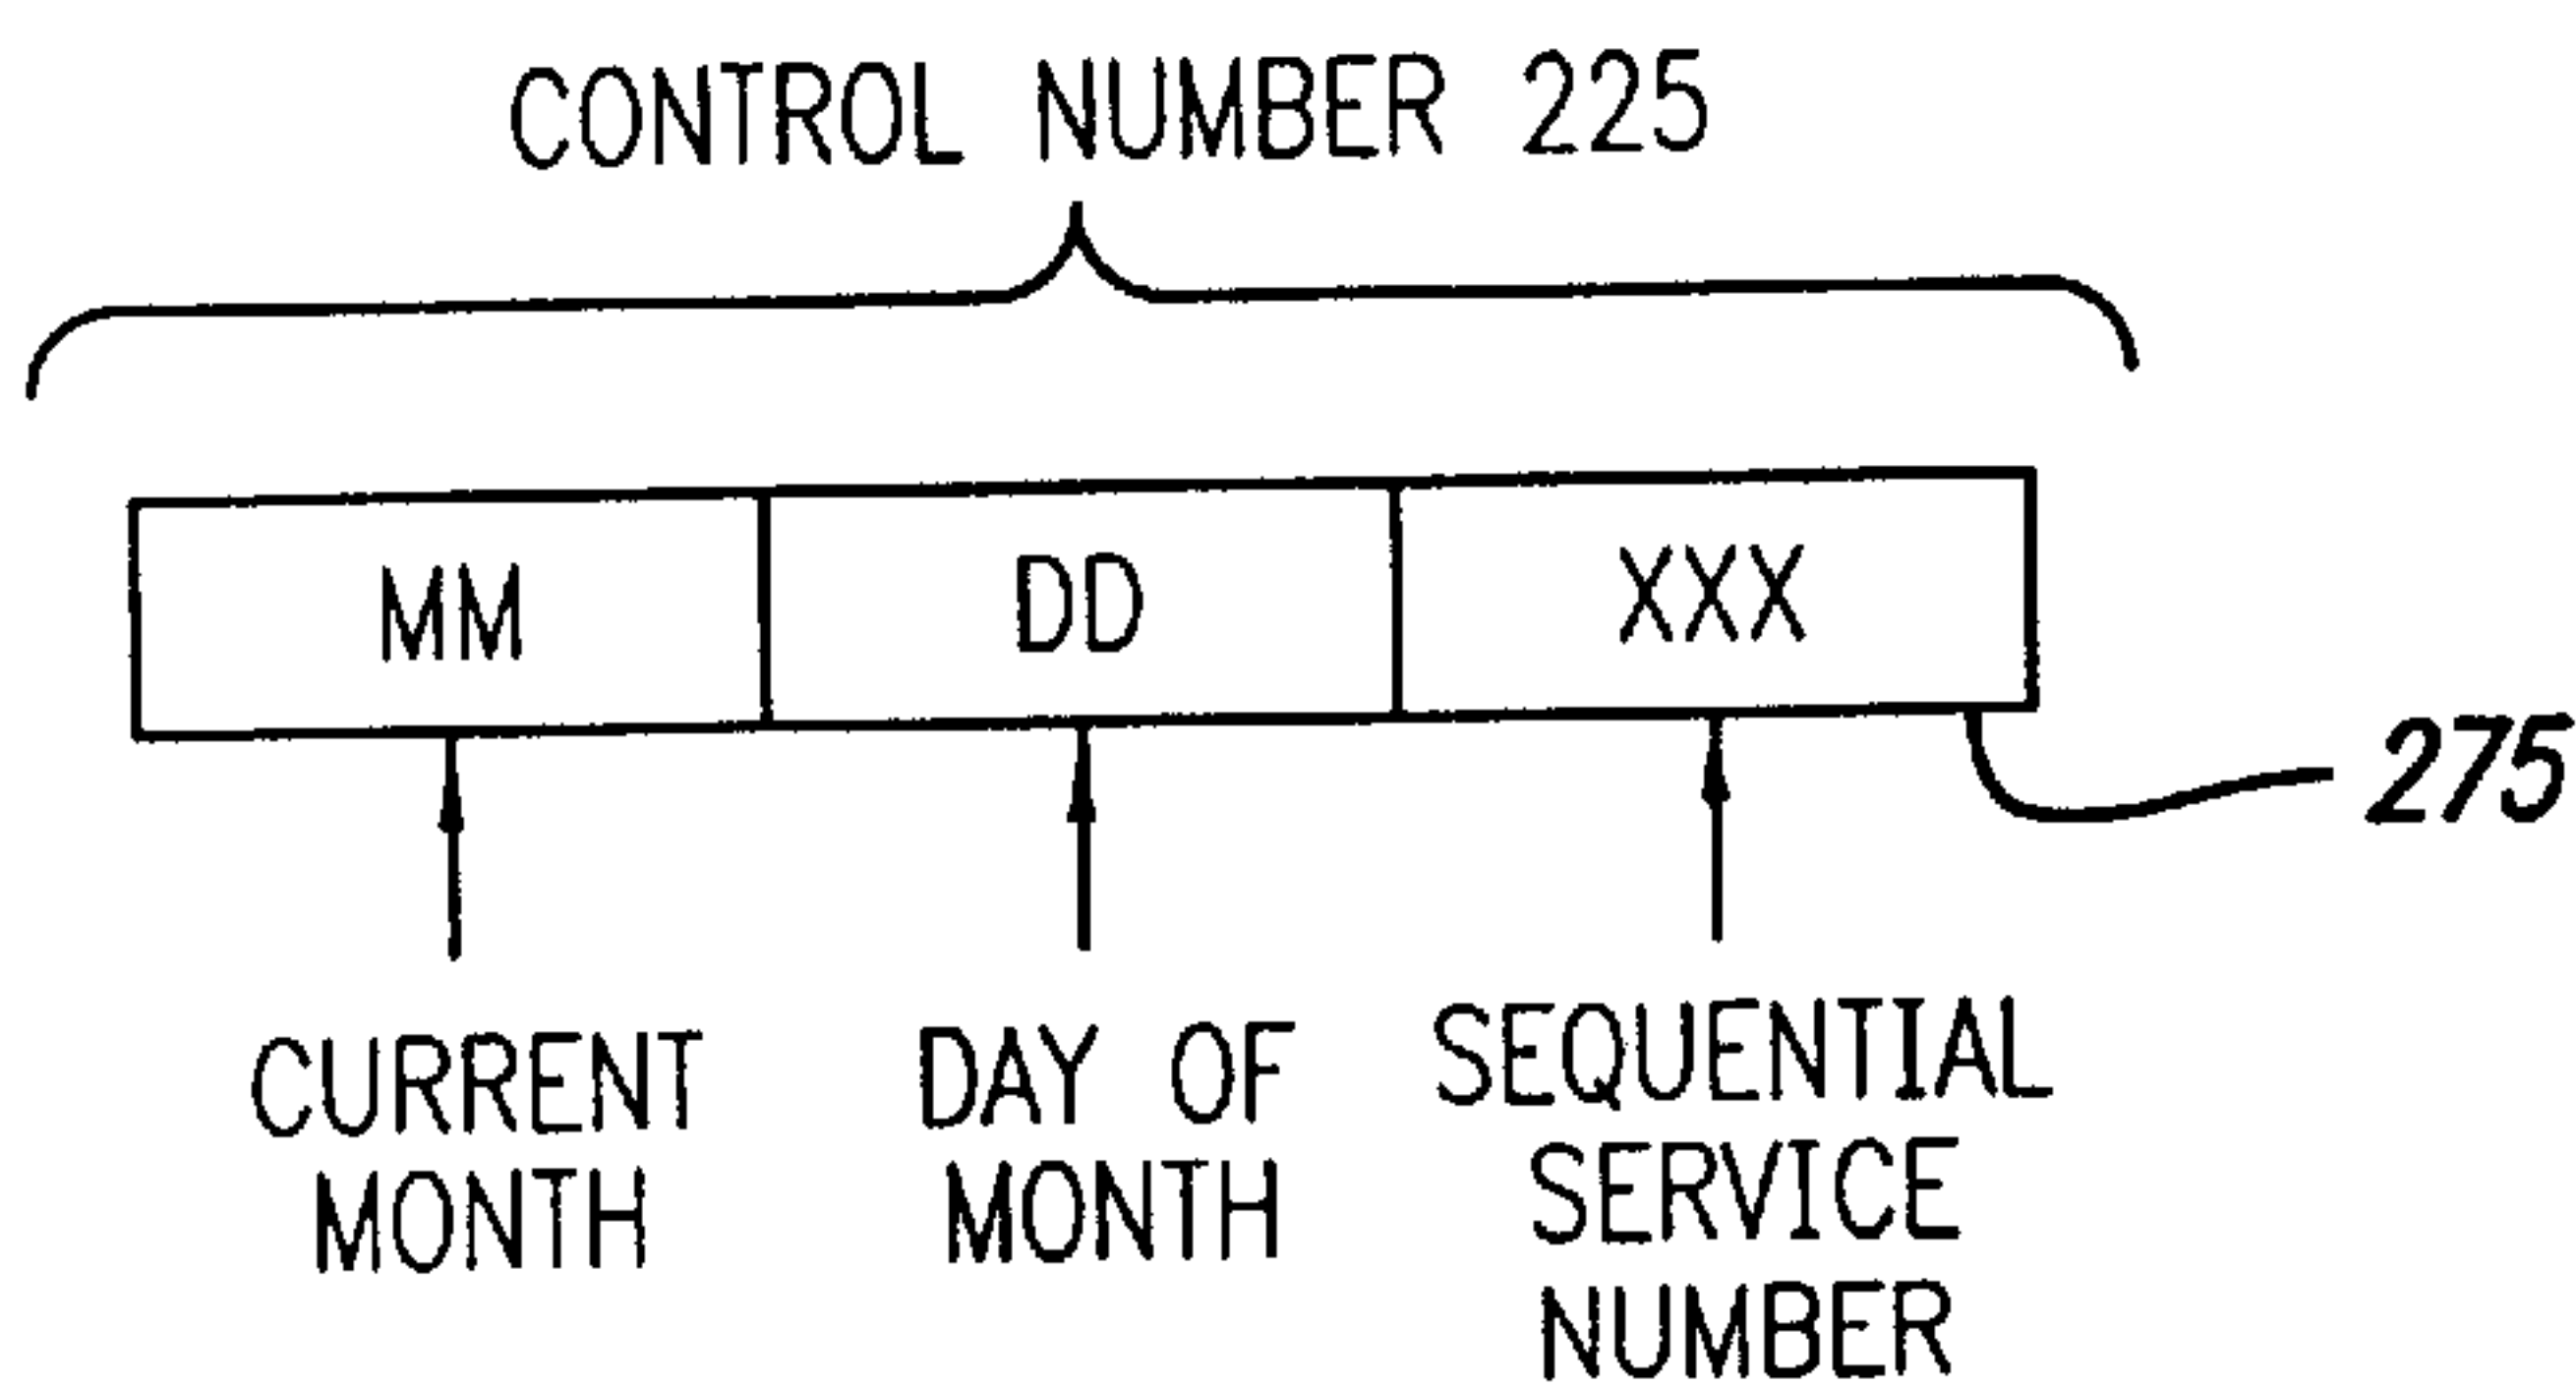 CONTROL NUMBER 225
MM DD XXX
275
CURRENT MONTH
DAY OF MONTH
SEQUENTIAL SERVICE NUMBER